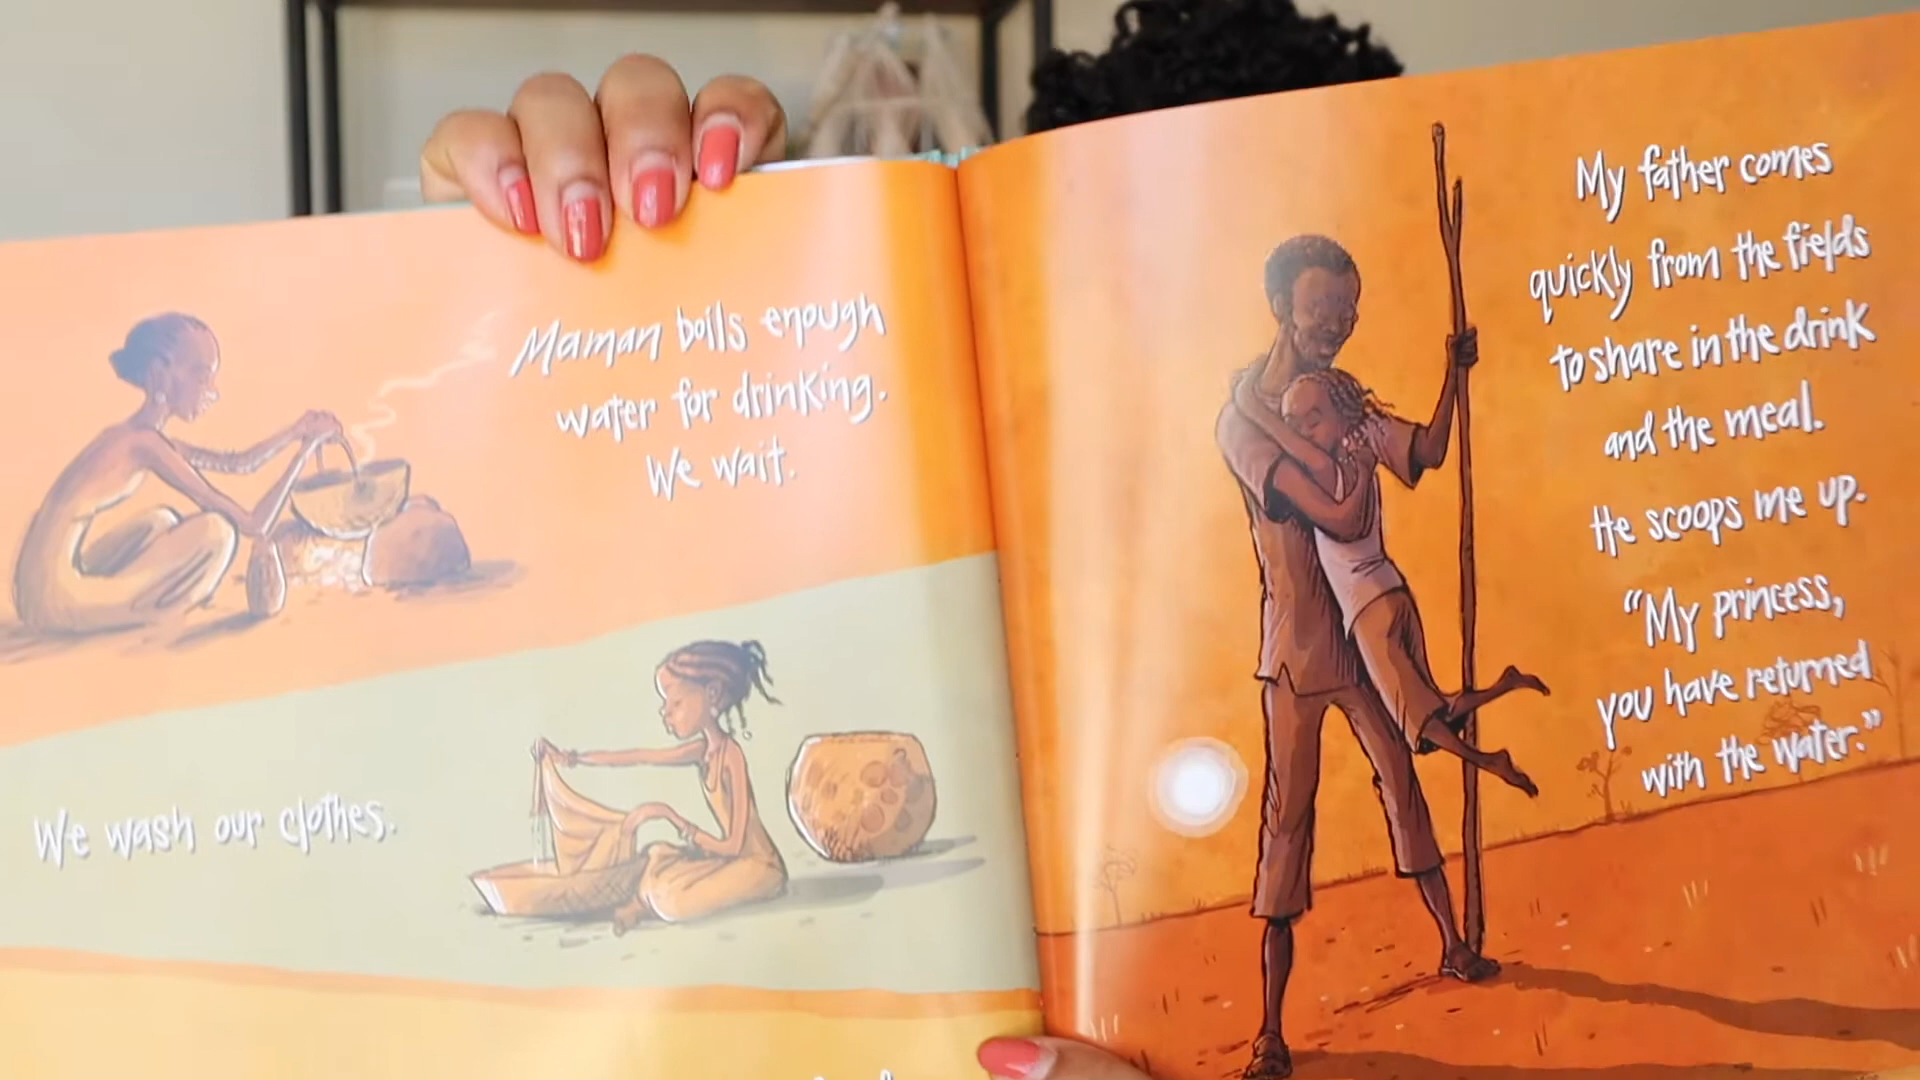 Maman boils enough
water for drinking.
We wait.
We wash our clothes.
My father comes
quickly from the fields
to share in the drink
and the meal.
He scoops me up.
“My princess,
you have returned
with the water.”